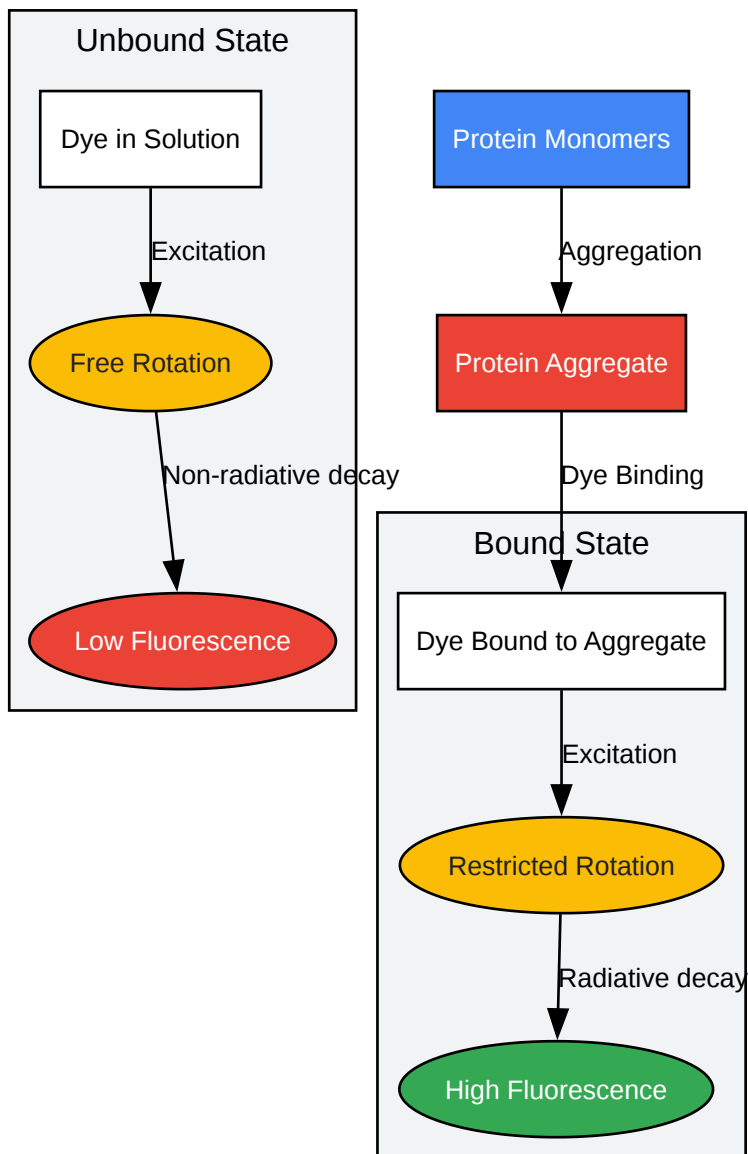 Unbound State
Dye in Solution
Excitation
Free Rotation
Non-radiative decay
Low Fluorescence
Protein Monomers
Aggregation
Protein Aggregate
Dye Binding
Bound State
Dye Bound to Aggregate
Excitation
Restricted Rotation
Radiative decay
High Fluorescence